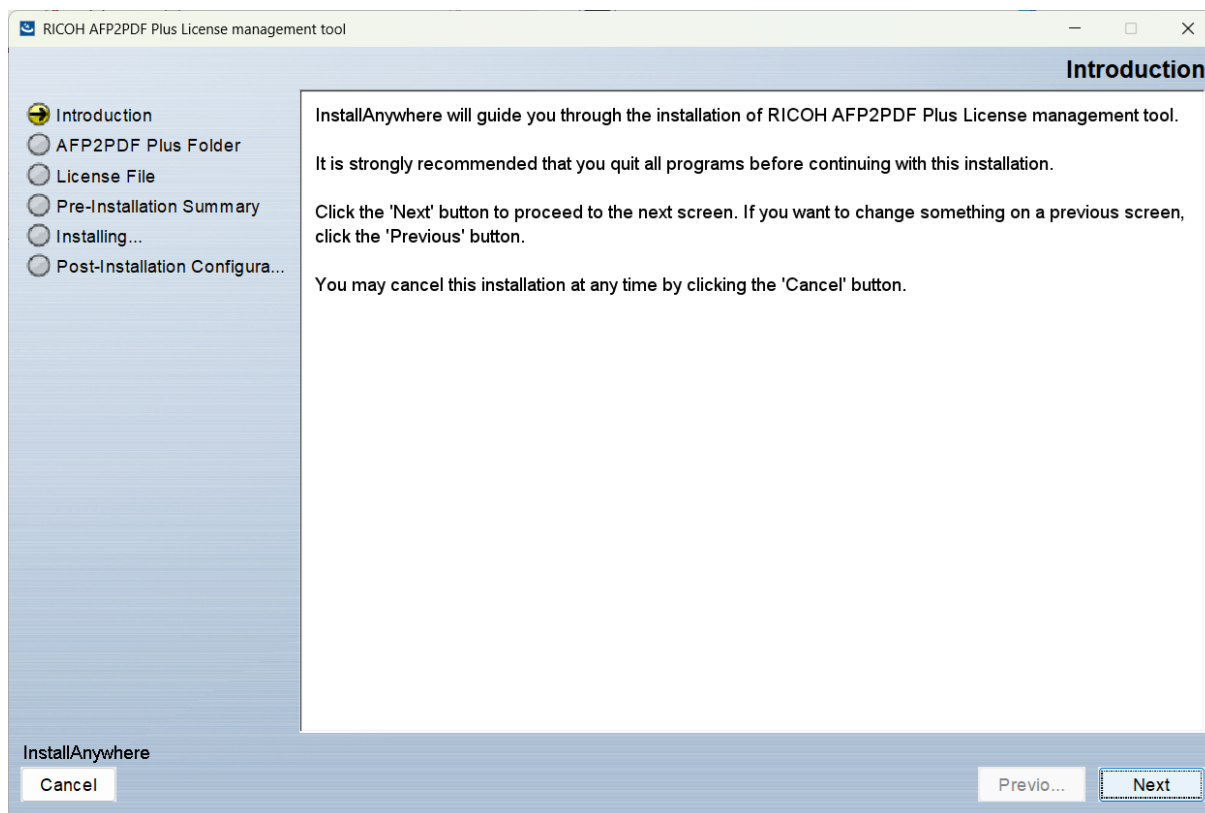 RICOH AFP2PDF Plus License management tool
Introduction
Introduction
AFP2PDF Plus Folder
License File
Pre-Installation Summary
Installing...
Post-Installation Configura...
InstallAnywhere will guide you through the installation of RICOH AFP2PDF Plus License management tool.
It is strongly recommended that you quit all programs before continuing with this installation.
Click the 'Next' button to proceed to the next screen. If you want to change something on a previous screen,
click the 'Previous' button.
You may cancel this installation at any time by clicking the 'Cancel' button.
InstallAnywhere
Cancel
Previo...
Next